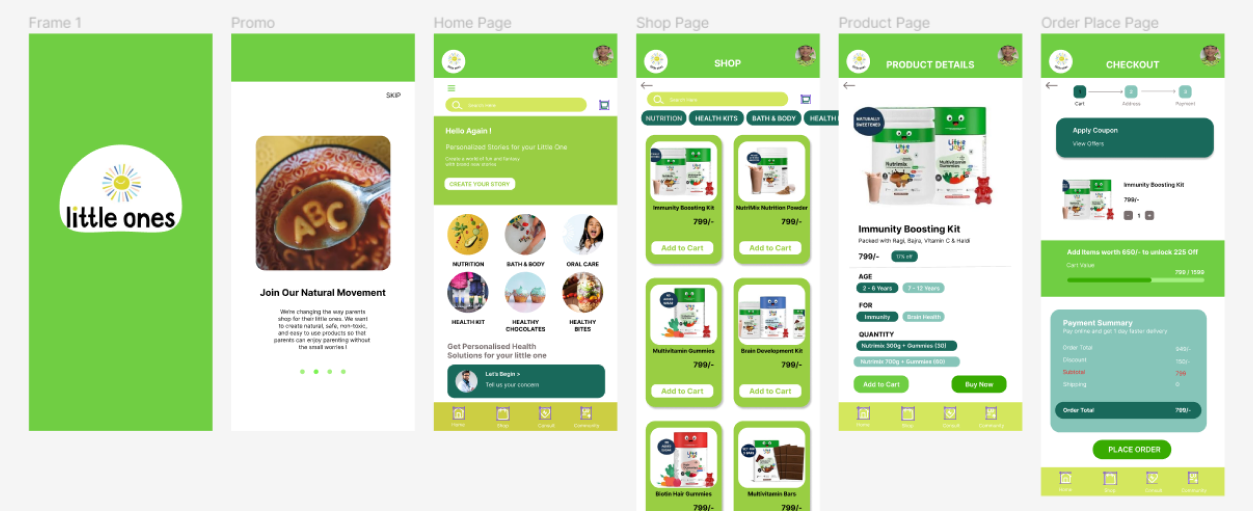 Frame 1
little ones
Promo
SKIP
ABC
Join Our Natural Movement
We're changing the way parents
shop for their little ones. We want
to create natural, safe, non-toxic,
and easy to use products so that
parents can enjoy parenting without
the small worries !
Home Page
Search Here
Hello Again !
Personalized Stories for your Little One
Create a world of fun and fantasy
CREATE YOUR STORY
NUTRITION
BATH & BODY
ORAL CARE
HEALTH KIT
HEALTHY
CHOCOLATES
HEALTHY
BITES
Get Personalised Health
Solutions for your little one
Let's Begin >
Tell us your concern
Home
Shop
Consult
Community
Shop Page
SHOP
Search Here
NUTRITION
HEALTH KITS
BATH & BODY
HEALTH
Immunity Boosting Kit
799/-
Add to Cart
NutriMix Nutrition Powder
799/-
Add to Cart
Multivitamin Gummies
799/-
Add to Cart
Brain Development Kit
799/-
Add to Cart
Biotin Hair Gummies
799/-
Multivitamin Bars
799/-
Product Page
PRODUCT DETAILS
NATURALLY
SWEETENED
Nutrimix
Multivitamin
Gummies
Immunity Boosting Kit
Packed with Ragi, Bajra, Vitamin C & Haldi
799/-
AGE
2 - 6 Years
7 - 12 Years
FOR
Immunity
Brain Health
QUANTITY
Nutrimix 300g + Gummies (30)
Nutrimix 700g + Gummies (60)
Add to Cart
Buy Now
Home
Shop
Consult
Community
Order Place Page
CHECKOUT
1
2
3
Cart
Address
Payment
Apply Coupon
View Offers
Immunity Boosting Kit
799/-
- 1 +
Add items worth 650/- to unlock 225 Off
Cart Value
799 / 1599
Payment Summary
Pay online and get 1 day faster delivery
Order Total
Discount
Subtotal
799
Shipping
0
Order Total
799/-
PLACE ORDER
Home
Shop
Consult
Community